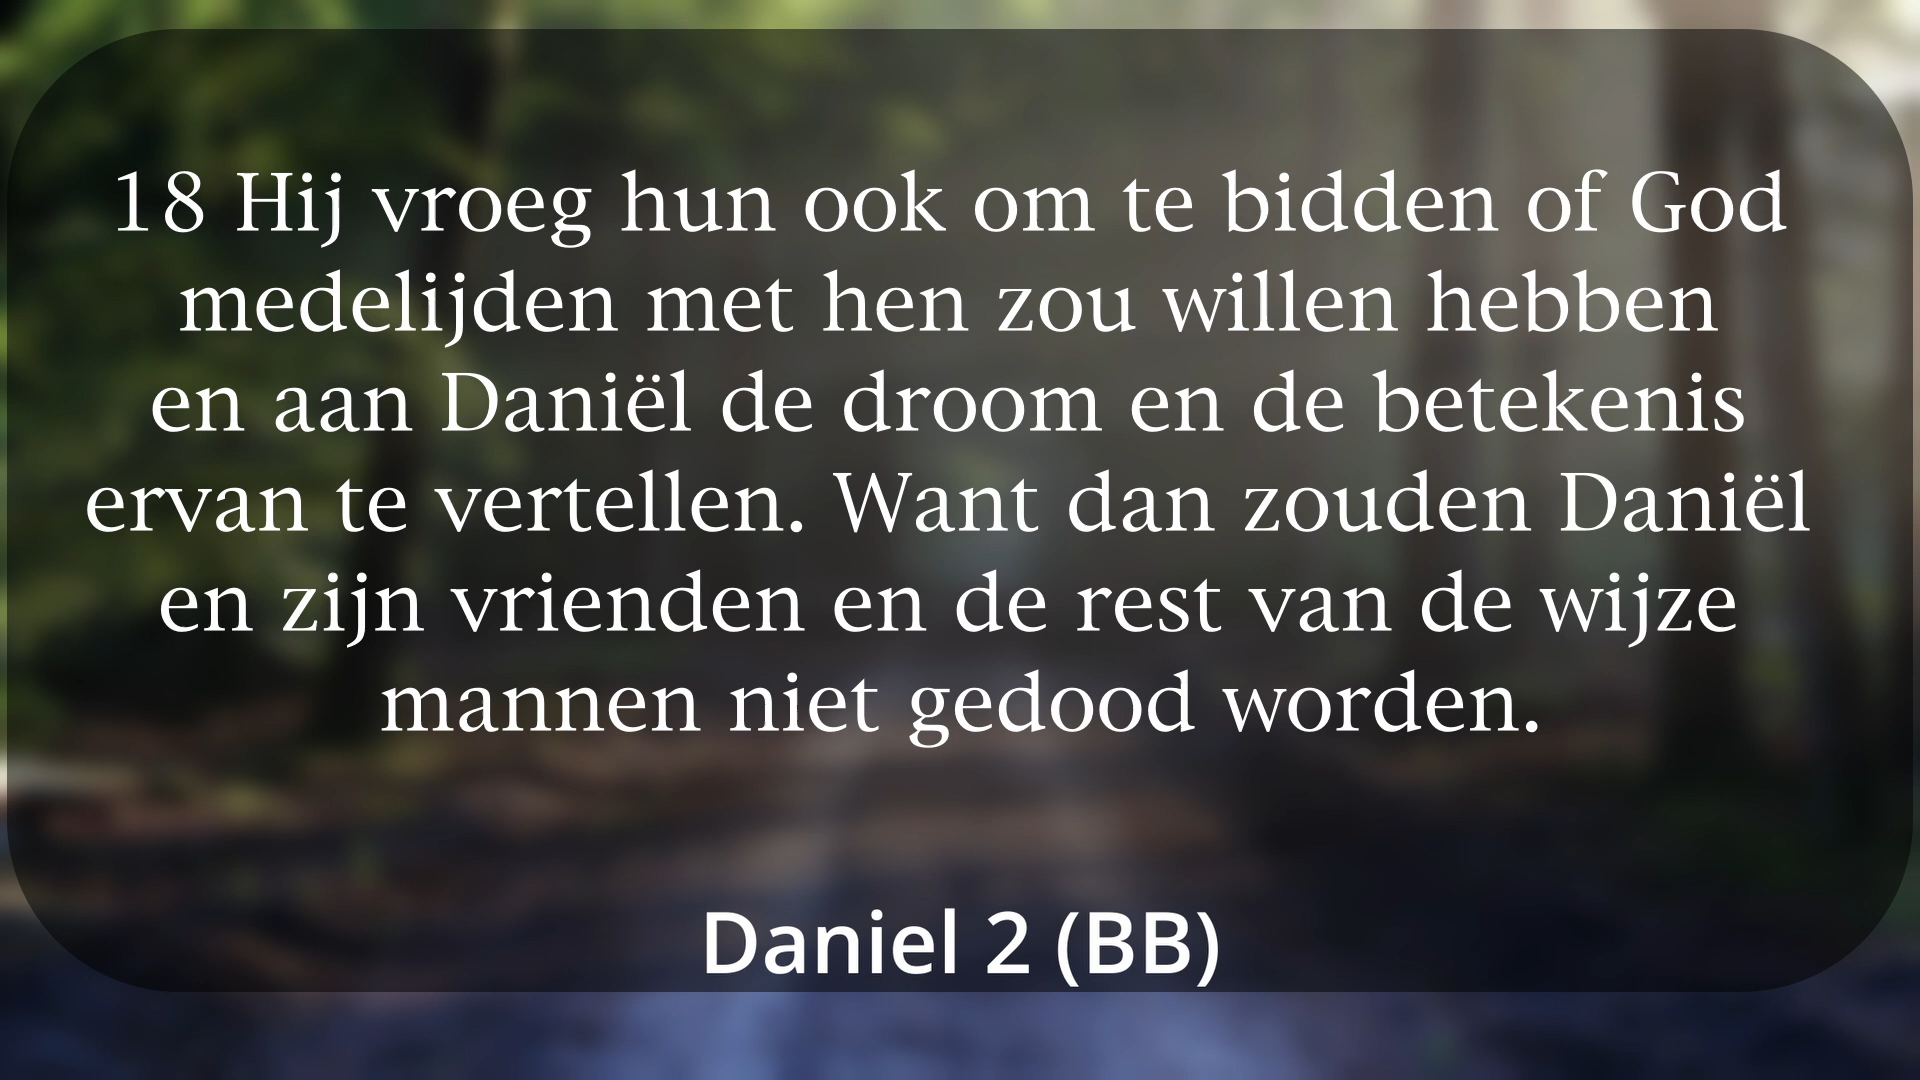 18 Hij vroeg hun ook om te bidden of God
medelijden met hen zou willen hebben
en aan Daniël de droom en de betekenis
ervan te vertellen. Want dan zouden Daniël
en zijn vrienden en de rest van de wijze
mannen niet gedood worden.
Daniel 2 (BB)